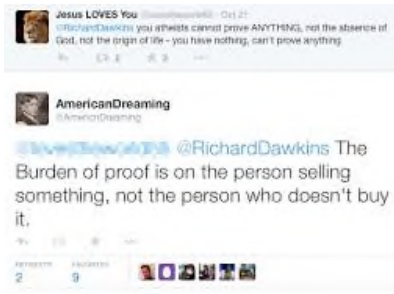 Jesus LOVES You Oct 21
@RichardDawkins you atheists cannot prove ANYTHING, not the absence of
God, not the origin of life - you have nothing, can't prove anything
AmericanDreaming
@AmericnDreaming
@RichardDawkins The
Burden of proof is on the person selling
something, not the person who doesn't buy
it.
RETWEETS FAVORITES
2 9